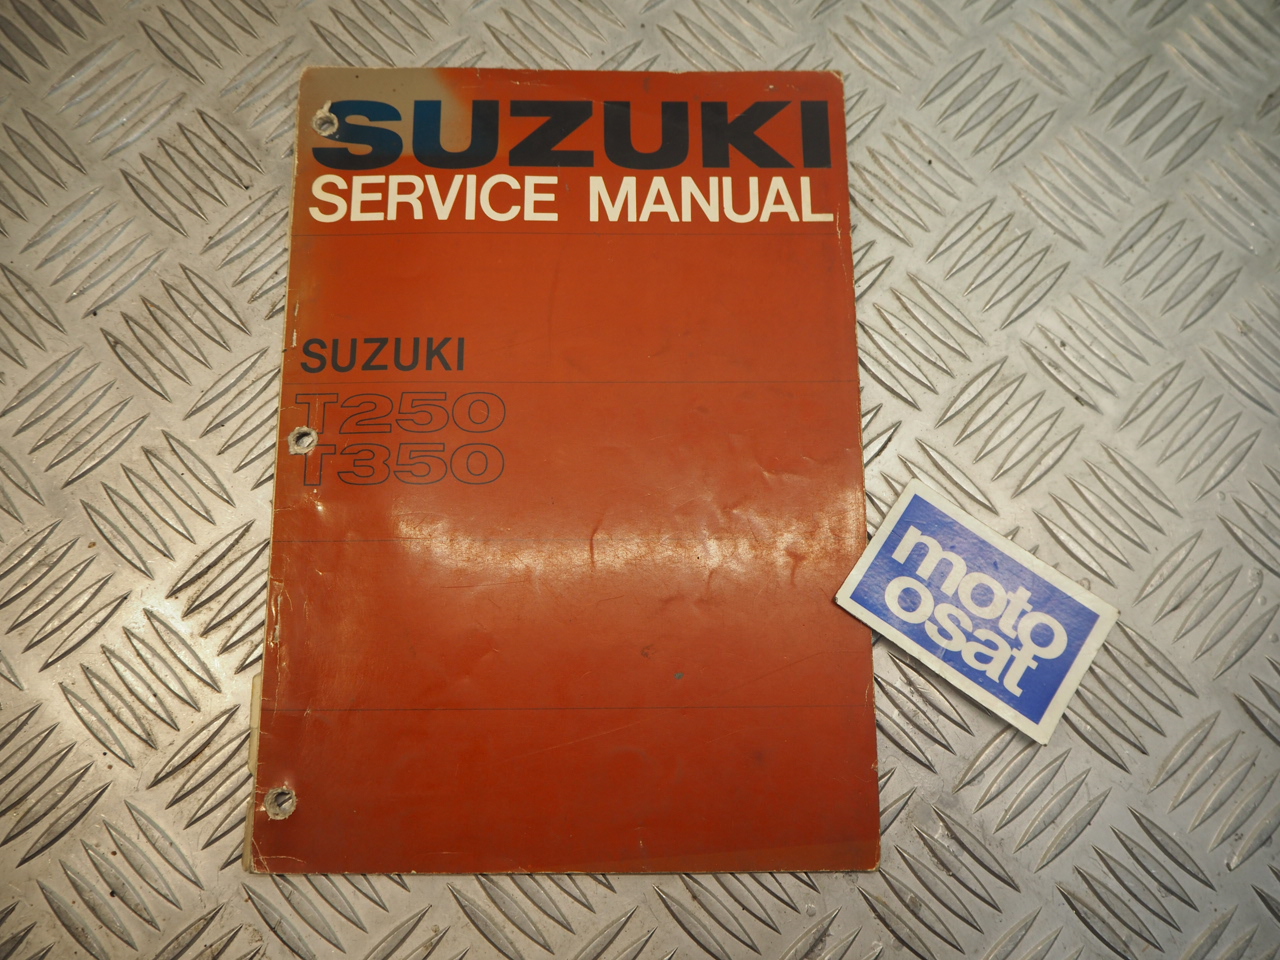 SUZUKI
SERVICE MANUAL
SUZUKI
T250
T350
moto
osat